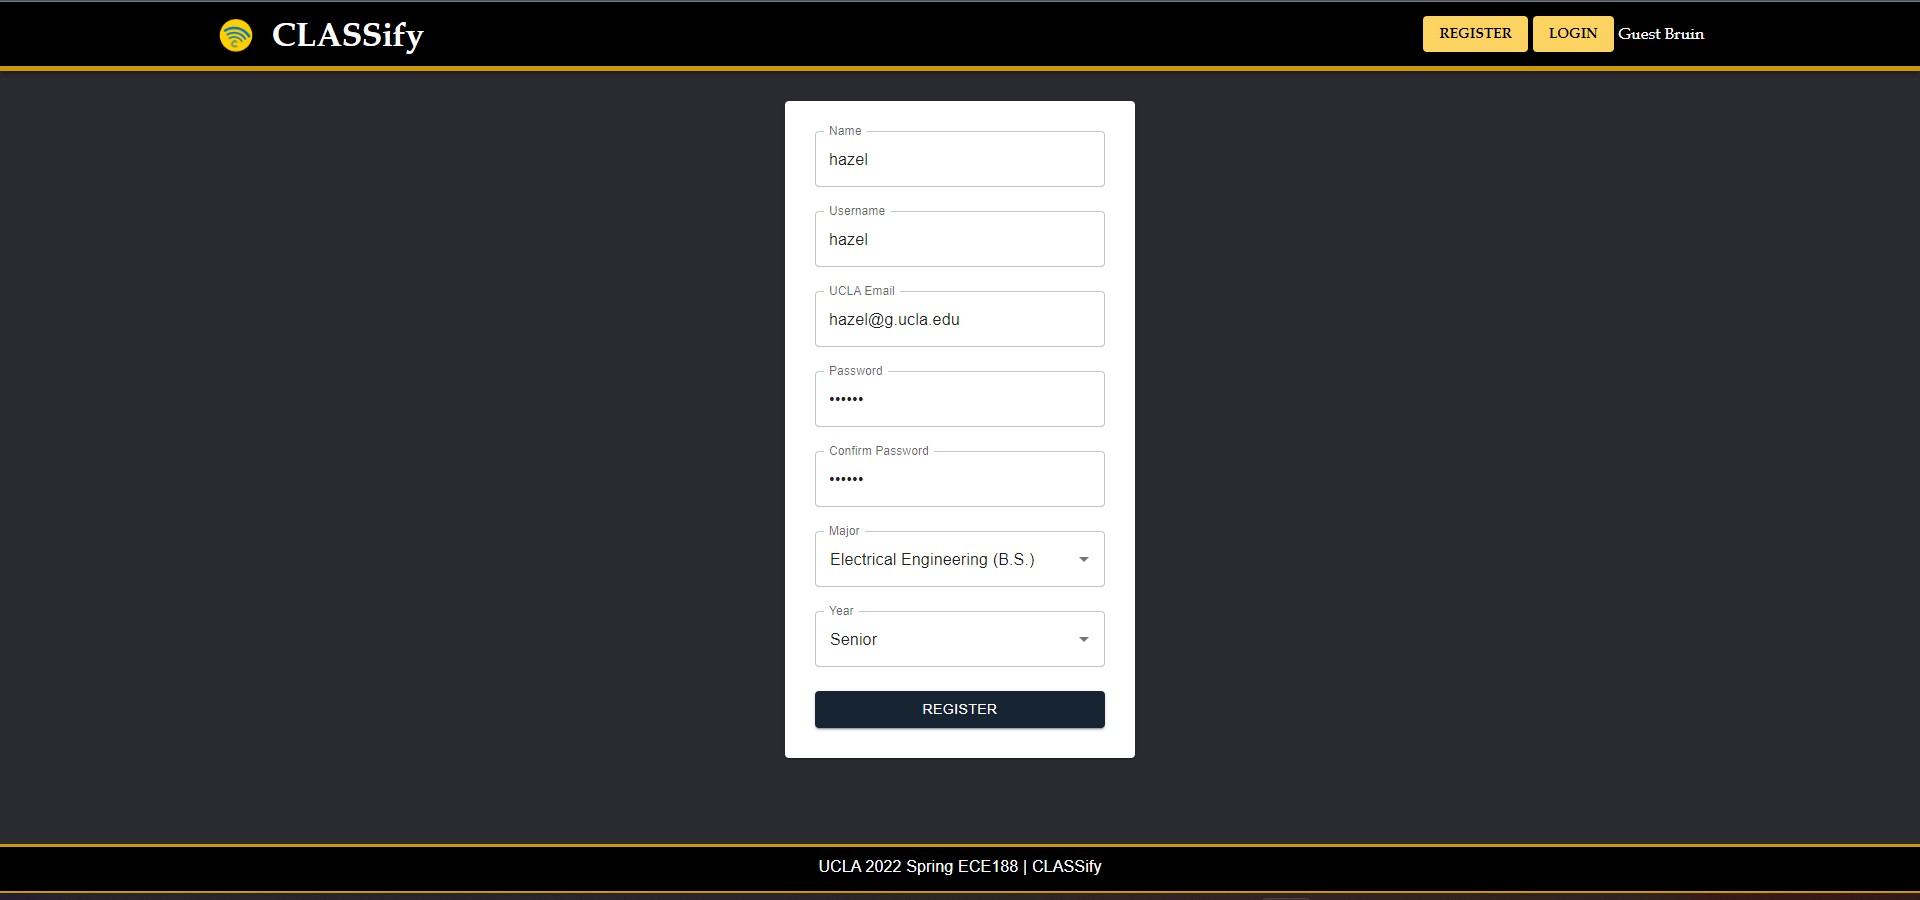 CLASSify
REGISTER LOGIN Guest Bruin
Name
hazel
Username
hazel
UCLA Email
hazel@g.ucla.edu
Password
••••••
Confirm Password
••••••
Major
Electrical Engineering (B.S.)
Year
Senior
REGISTER
UCLA 2022 Spring ECE188 | CLASSify